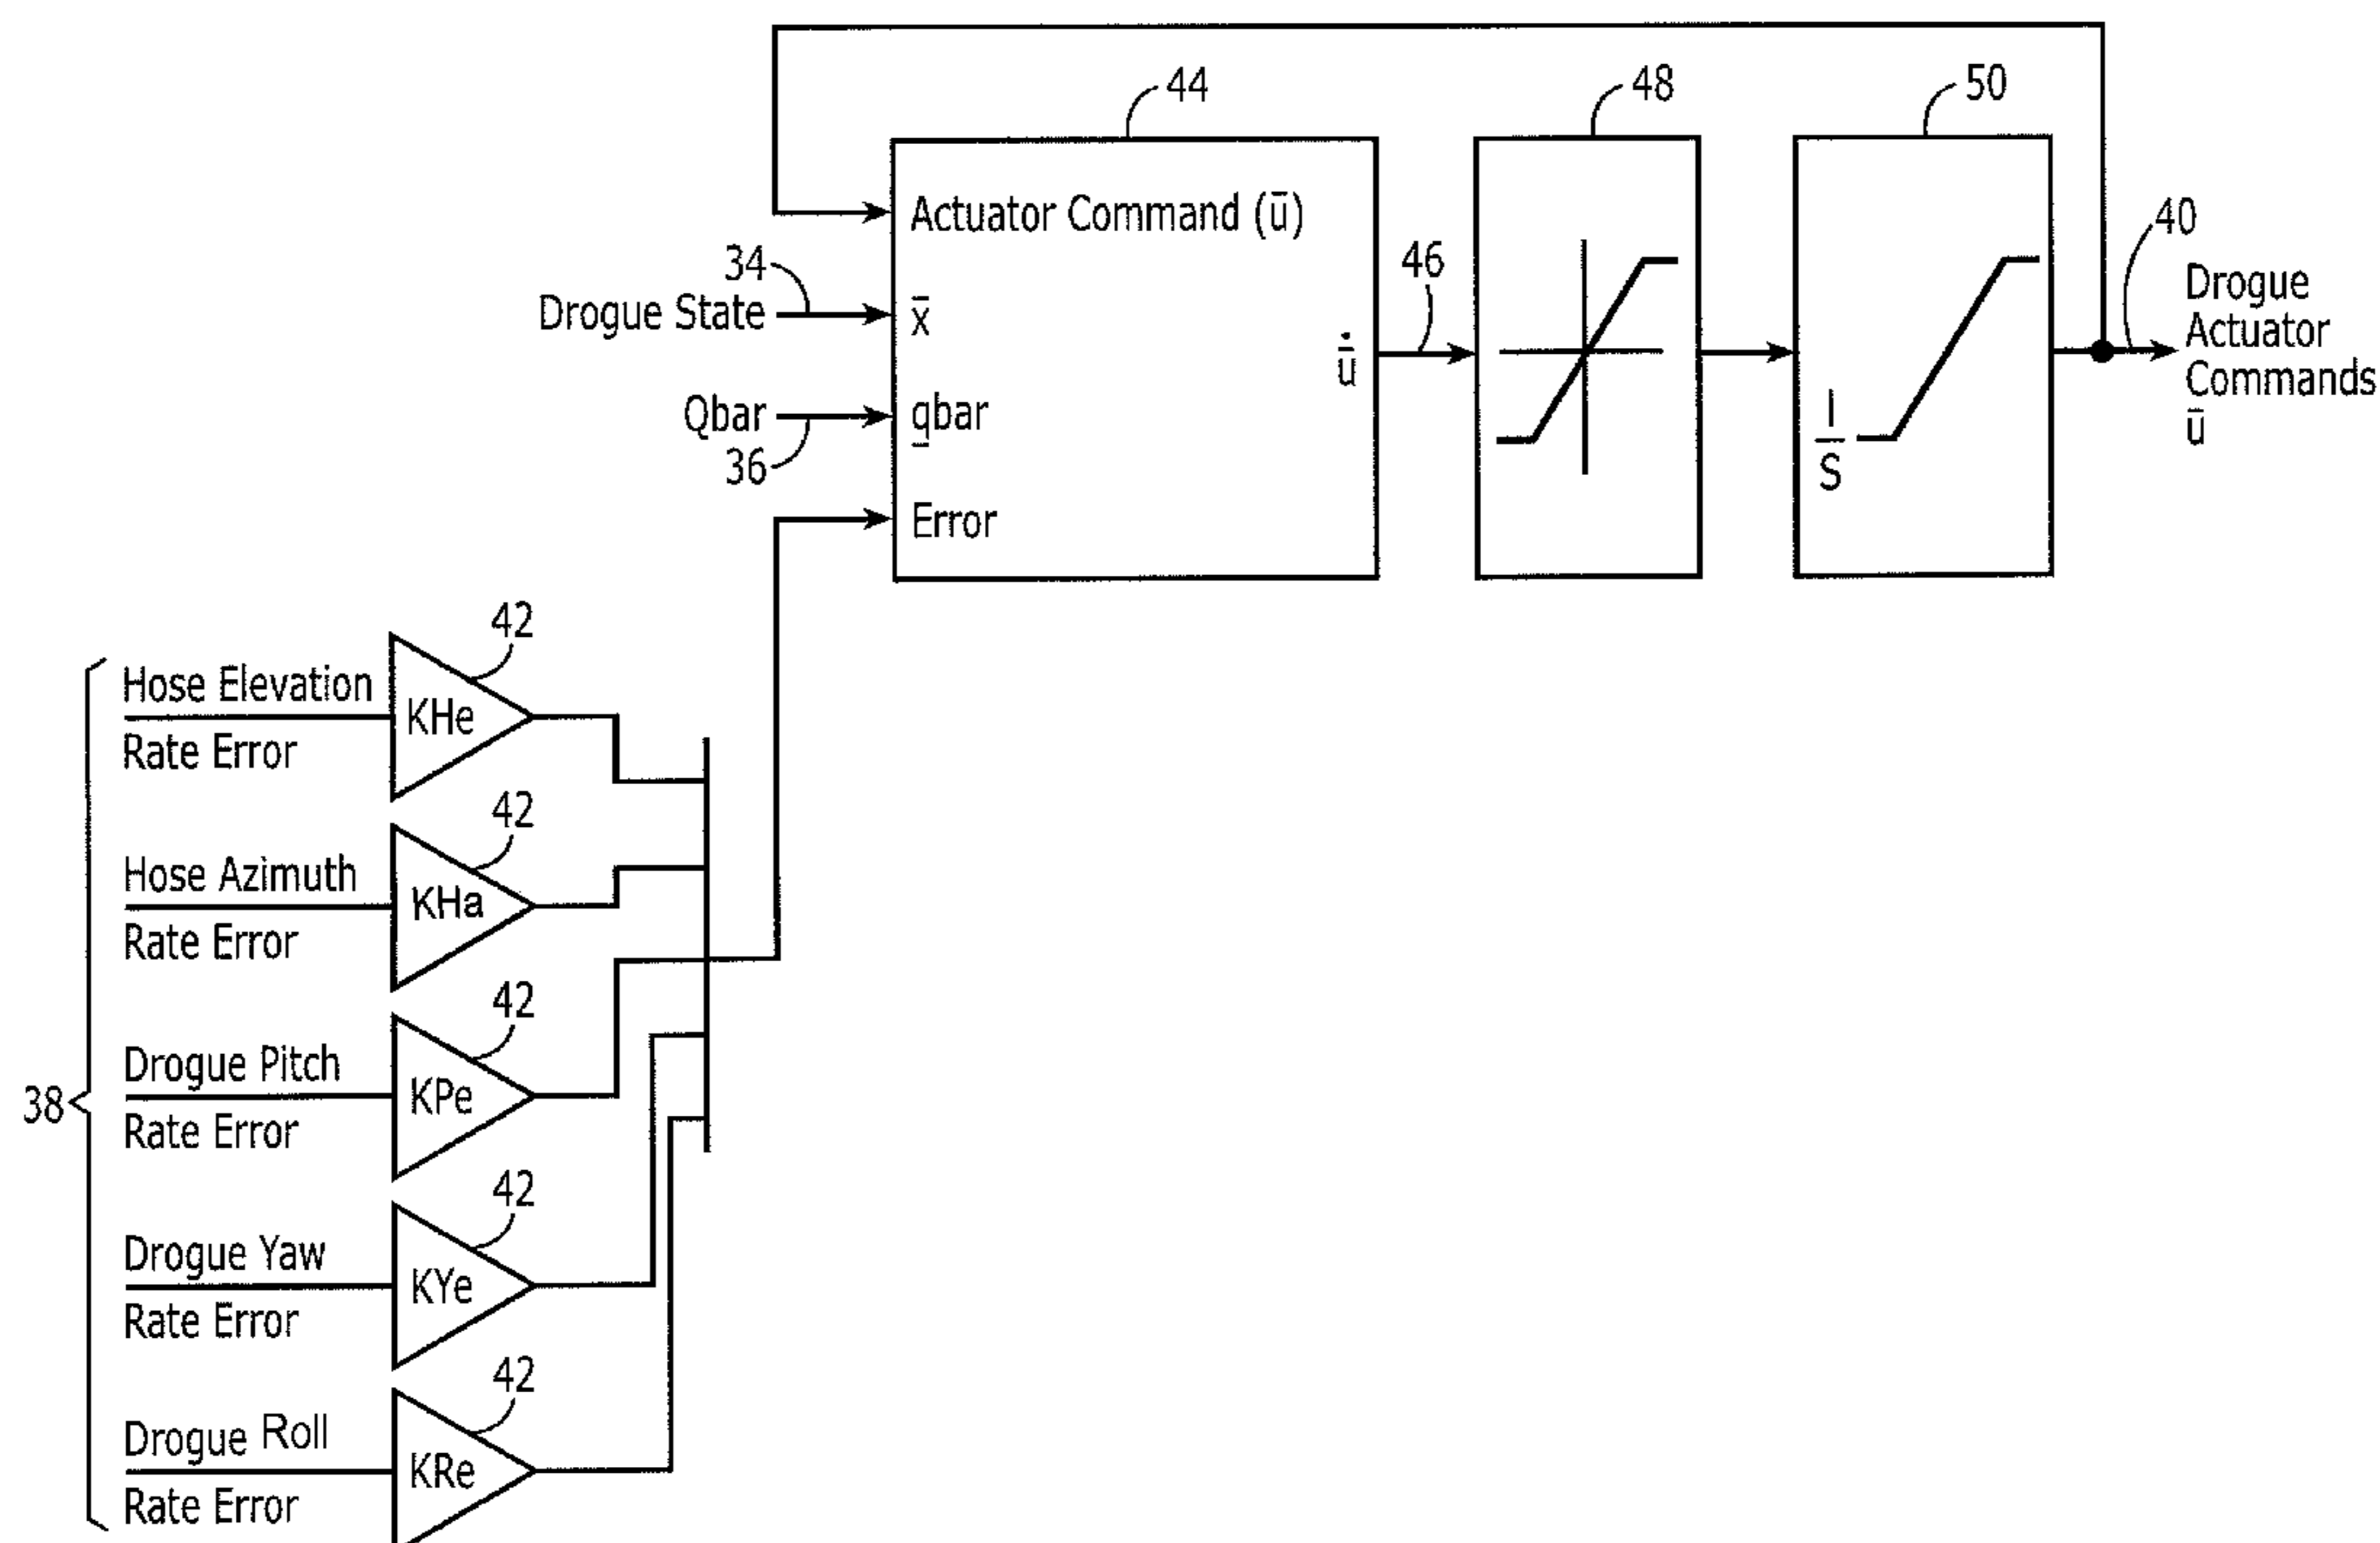 44
48
50
Actuator Command (ū)
34
Drogue State
x̄
Qbar
qbar
36
Error
u̇̄
46
1
S
40
Drogue
Actuator
Commands
ū
38
Hose Elevation
Rate Error
KHe
42
Hose Azimuth
Rate Error
KHa
42
Drogue Pitch
Rate Error
KPe
42
Drogue Yaw
Rate Error
KYe
42
Drogue Roll
Rate Error
KRe
42